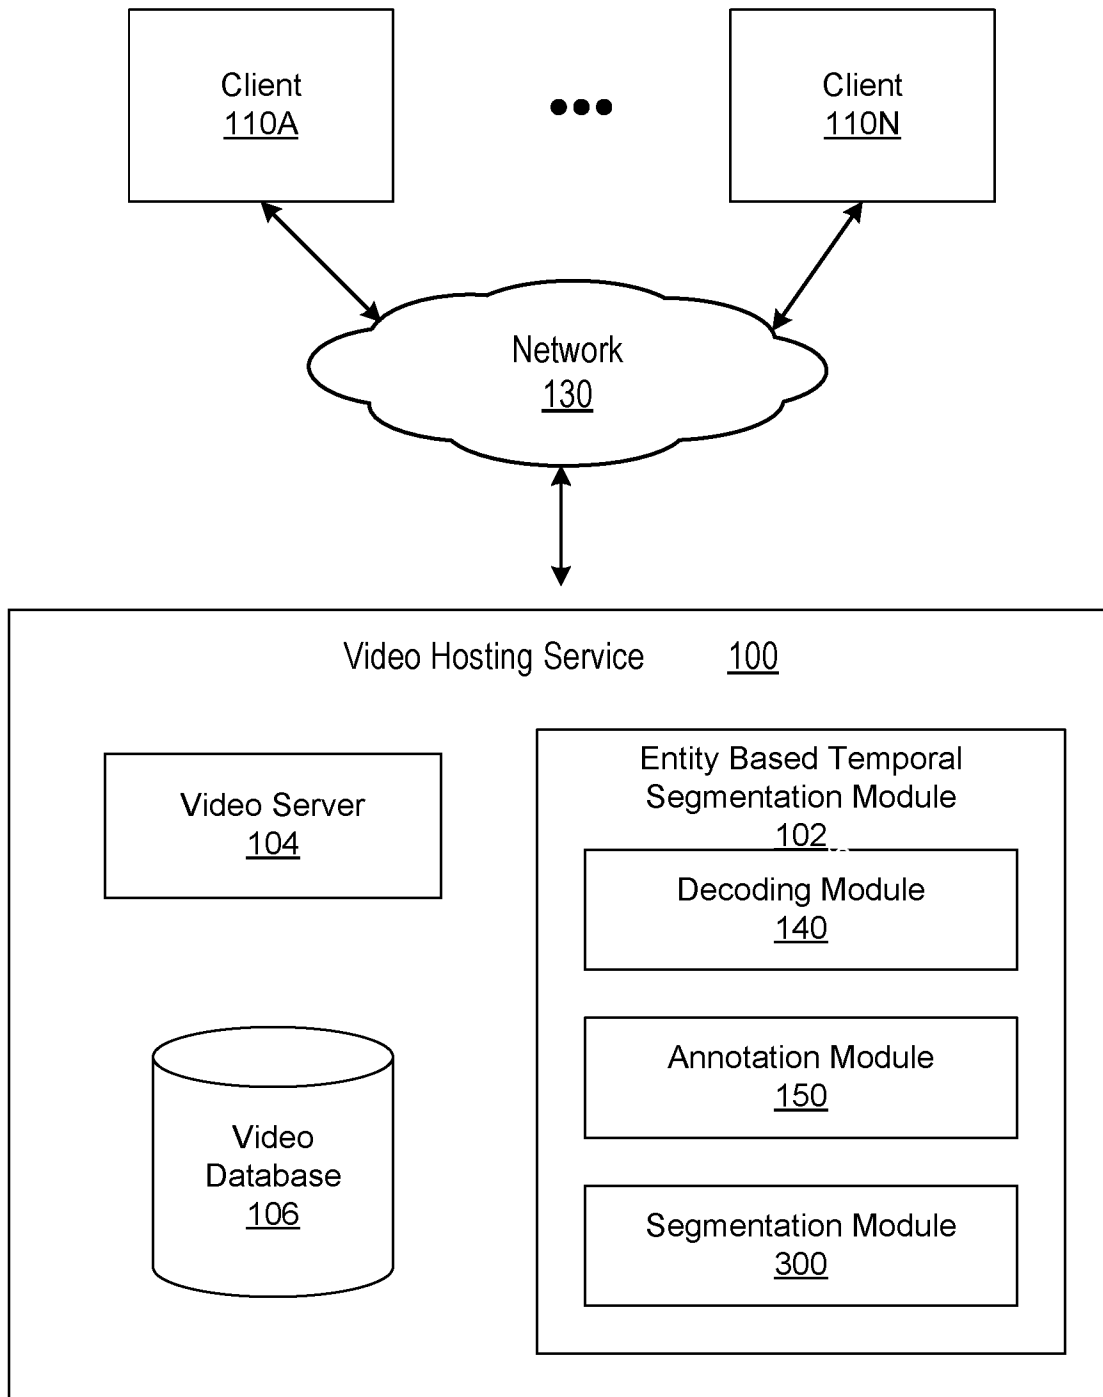 Client
110A
Client
110N
Network
130
Video Hosting Service 100
Video Server
104
Entity Based Temporal
Segmentation Module
102
Decoding Module
140
Annotation Module
150
Video
Database
106
Segmentation Module
300